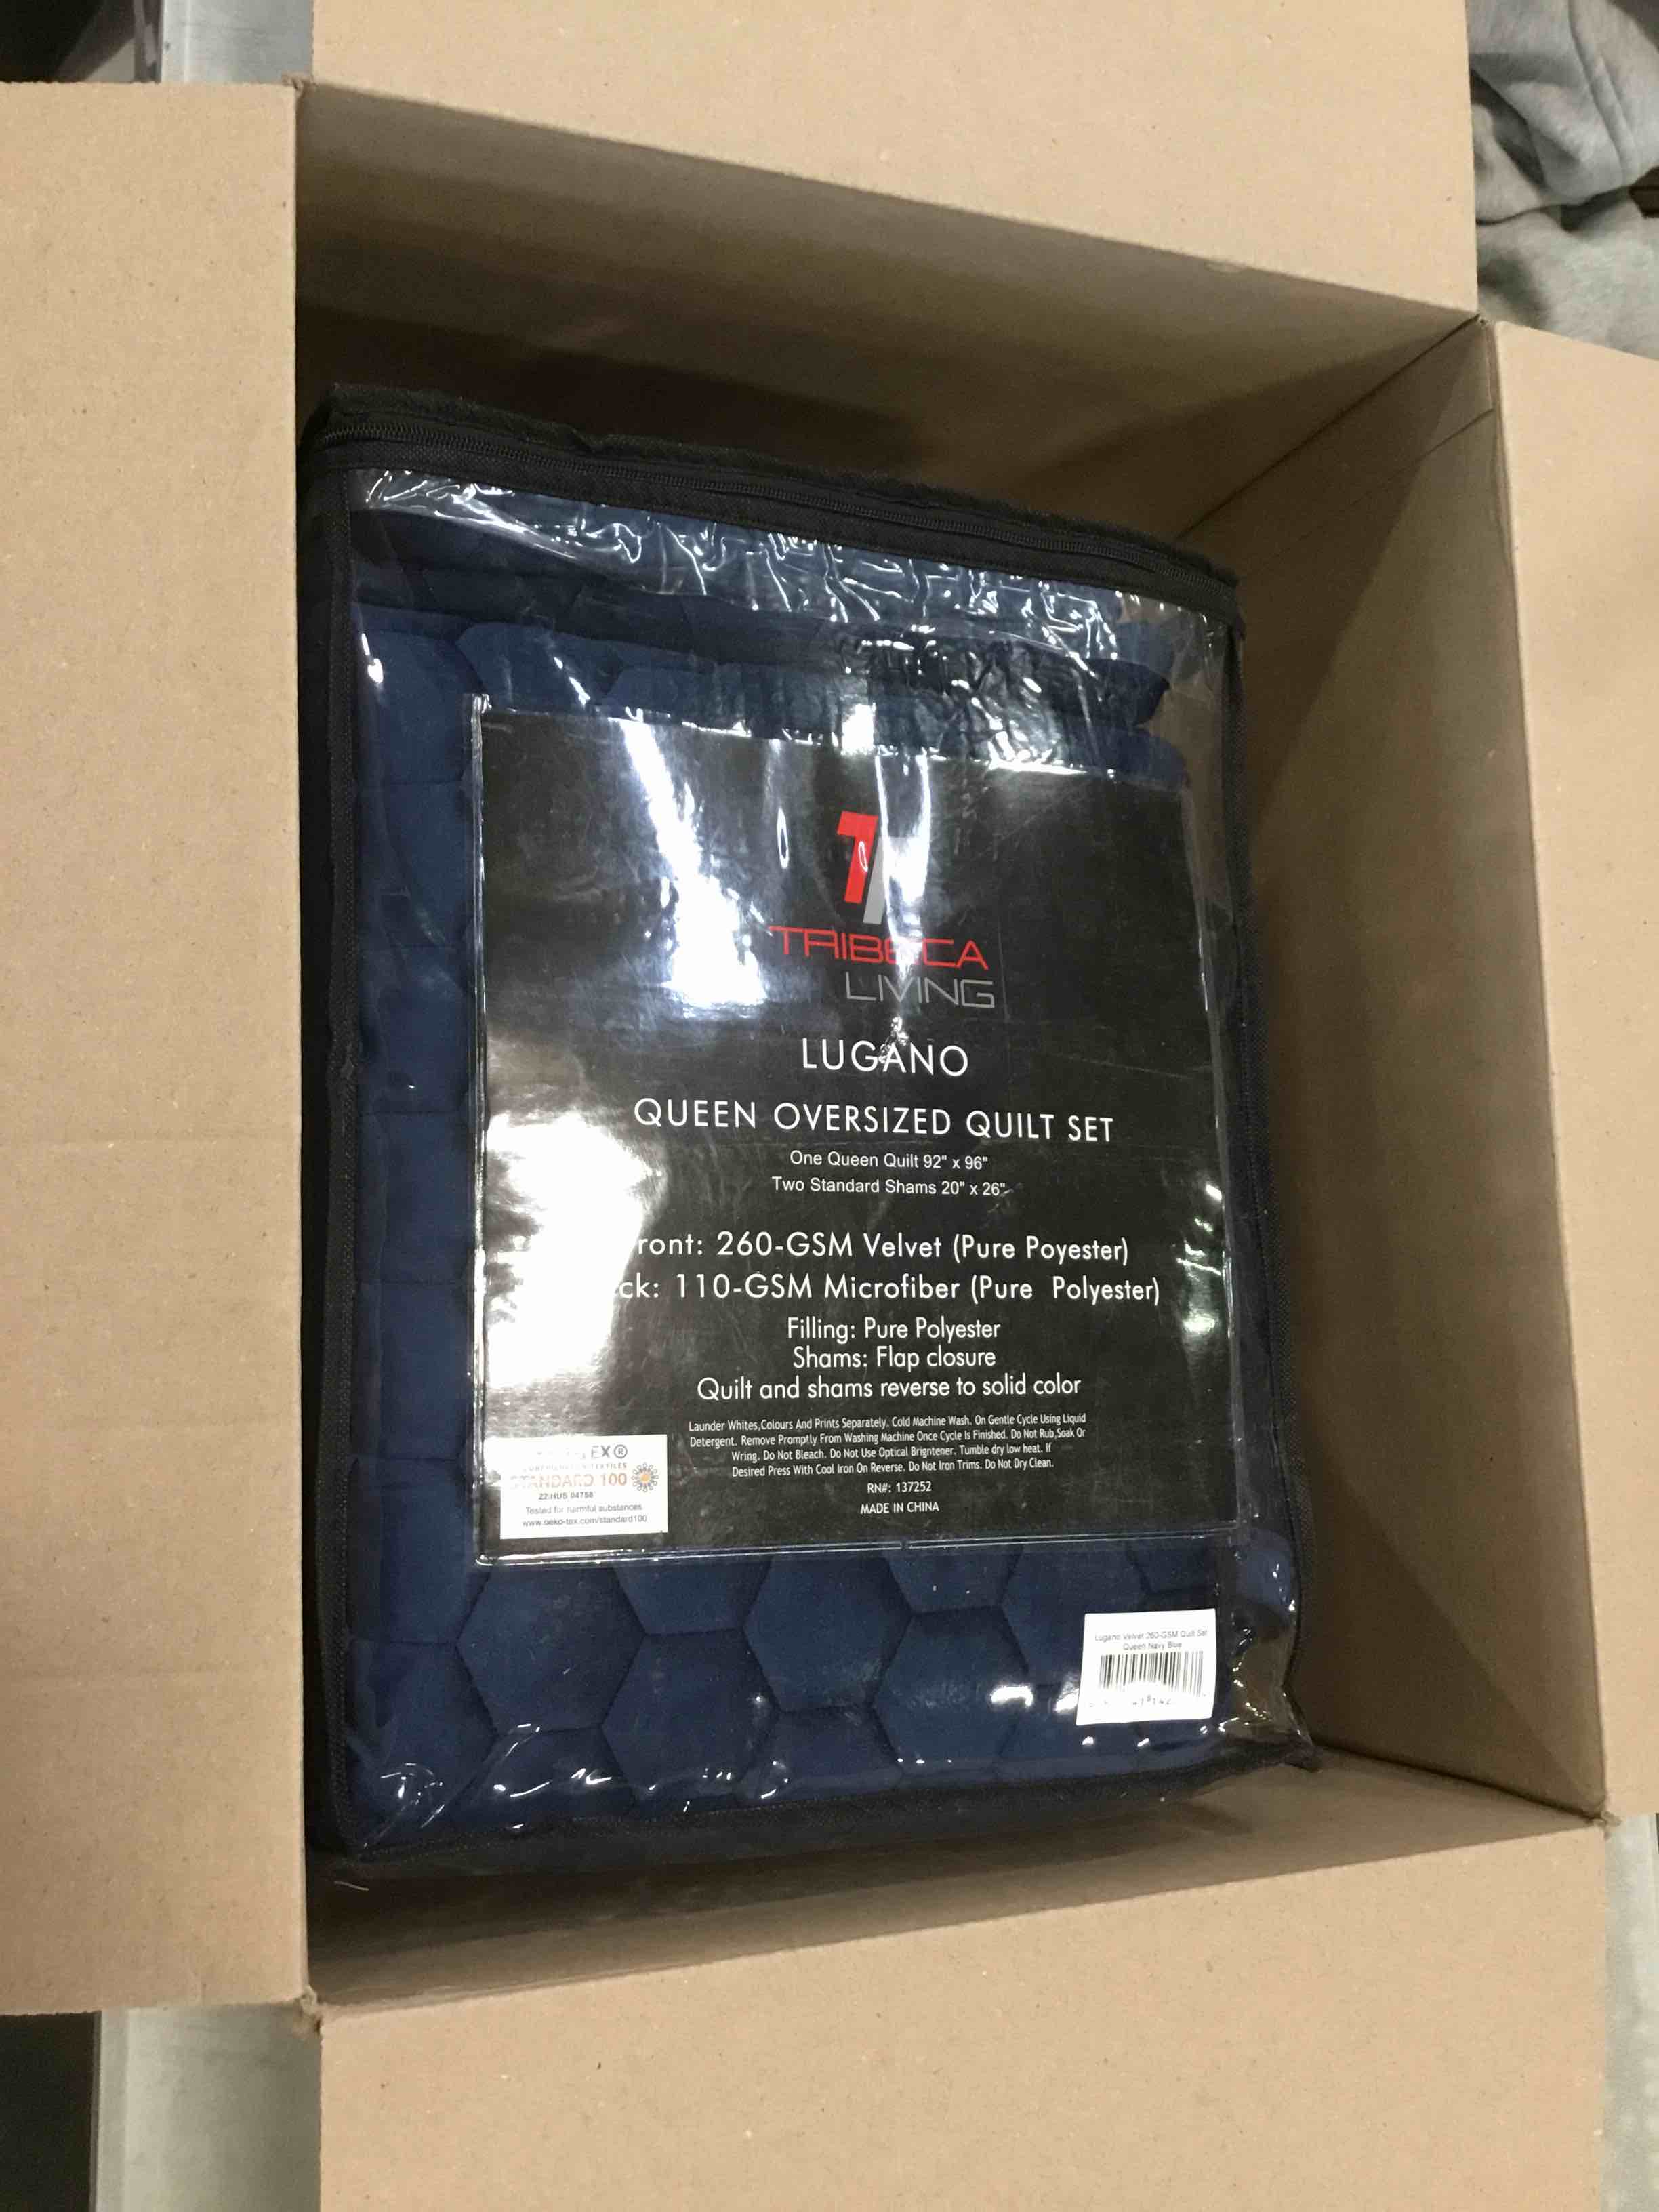 TRIBECA
LIVING
LUGANO
QUEEN OVERSIZED QUILT SET
One Queen Quilt 92" x 96"
Two Standard Shams 20" x 26"
ront: 260-GSM Velvet (Pure Poyester)
ck: 110-GSM Microfiber (Pure Polyester)
Filling: Pure Polyester
Shams: Flap closure
Quilt and shams reverse to solid color
Launder Whites,Colours And Prints Separately. Cold Machine Wash. On Gentle Cycle Using Liquid
Detergent. Remove Promptly From Washing Machine Once Cycle Is Finished. Do Not Rub,Soak Or
Wring. Do Not Bleach. Do Not Use Optical Brigntener. Tumble dry low heat. If
Desired Press With Cool Iron On Reverse. Do Not Iron Trims. Do Not Dry Clean.
RN#: 137252
MADE IN CHINA
EX®
STANDARD 100
22.HUS 04758
Tested for harmful substances
www.oeko-tex.com/standard100
Lugano Velvet 260-GSM Quilt Set
Queen Navy Blue